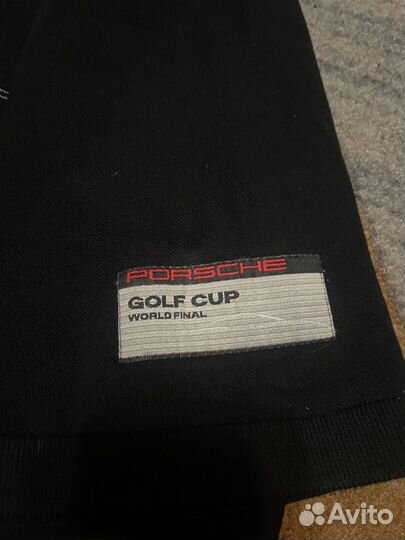 PORSCHE
GOLF CUP
WORLD FINAL
Avito